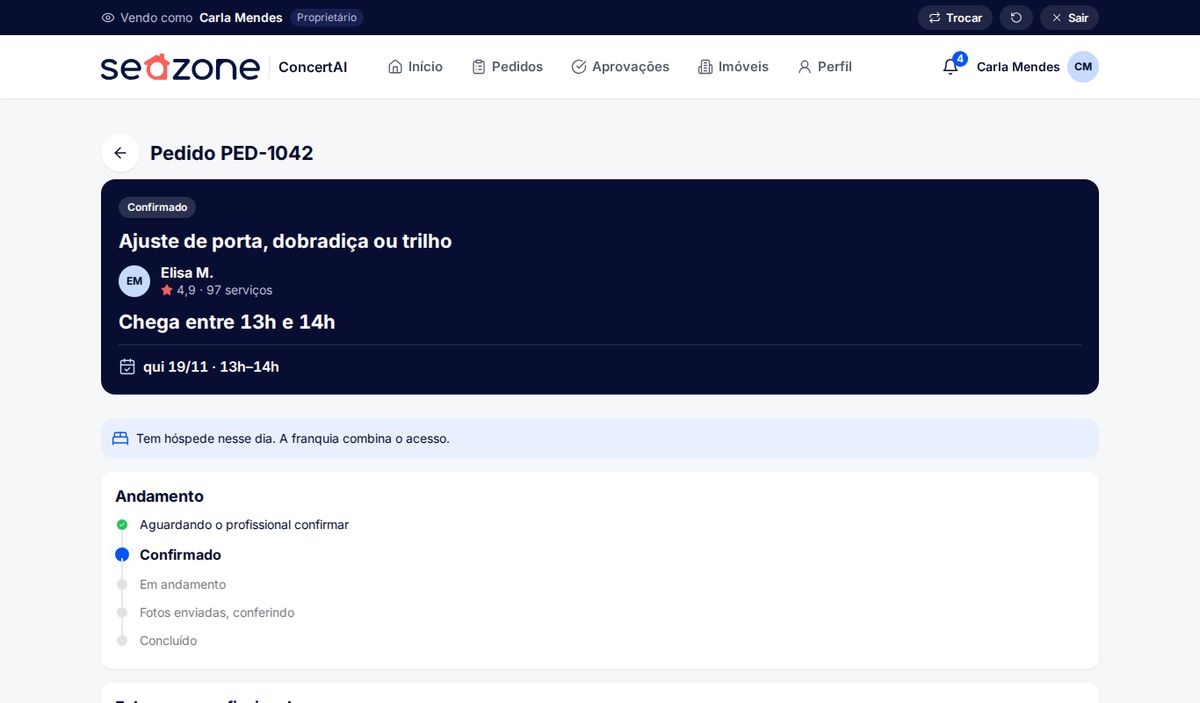 Vendo como Carla Mendes Proprietário
Trocar
Sair
seazone ConcertAI
Início
Pedidos
Aprovações
Imóveis
Perfil
4
Carla Mendes CM
Pedido PED-1042
Confirmado
Ajuste de porta, dobradiça ou trilho
EM
Elisa M.
4,9 · 97 serviços
Chega entre 13h e 14h
qui 19/11 · 13h–14h
Tem hóspede nesse dia. A franquia combina o acesso.
Andamento
Aguardando o profissional confirmar
Confirmado
Em andamento
Fotos enviadas, conferindo
Concluído